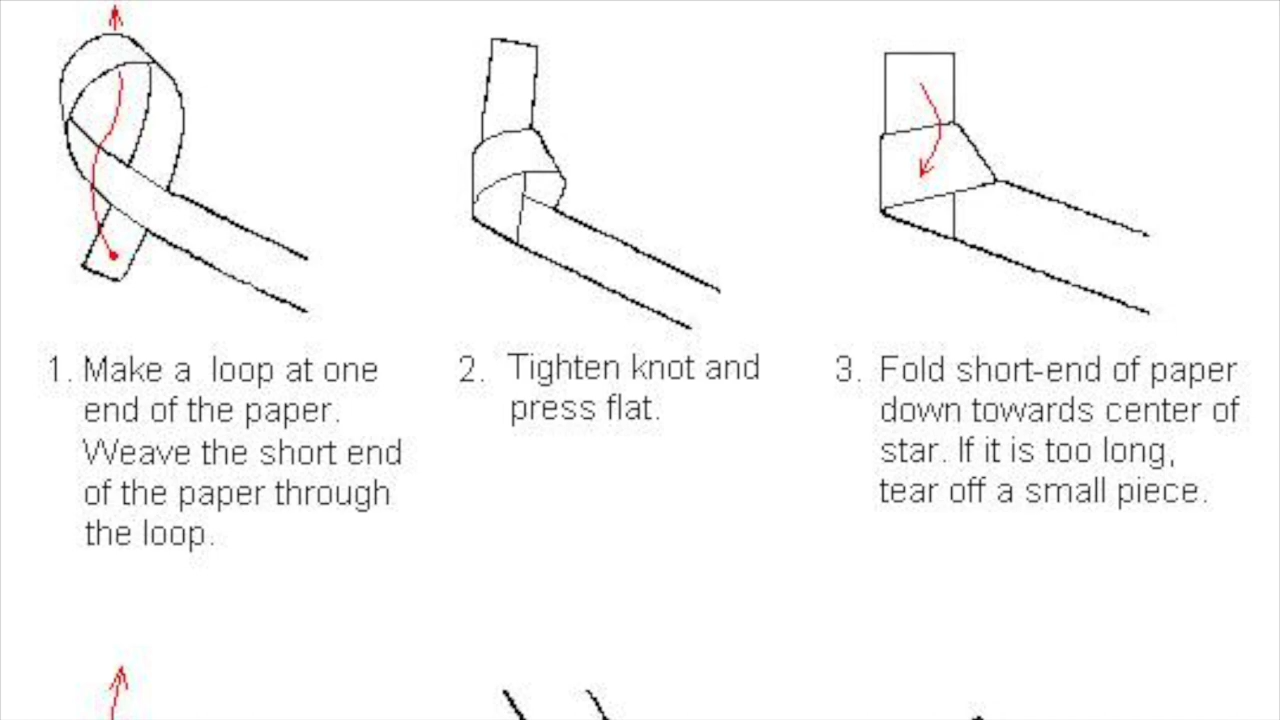 1. Make a loop at one
end of the paper.
Weave the short end
of the paper through
the loop.
2. Tighten knot and
press flat.
3. Fold short-end of paper
down towards center of
star. If it is too long,
tear off a small piece.